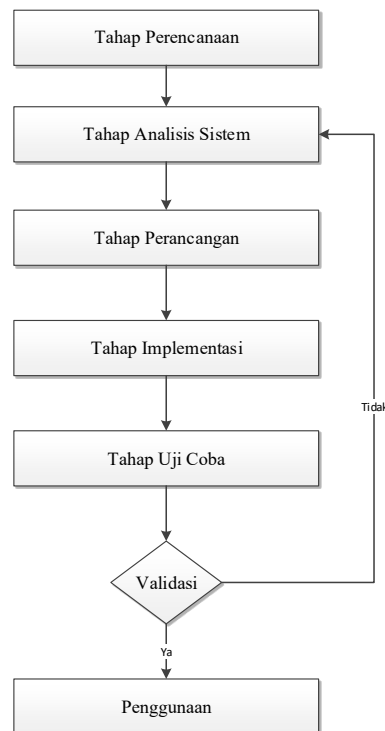 Tahap Perencanaan
Tahap Analisis Sistem
Tahap Perancangan
Tahap Implementasi
Tidak
Tahap Uji Coba
Validasi
Ya
Penggunaan